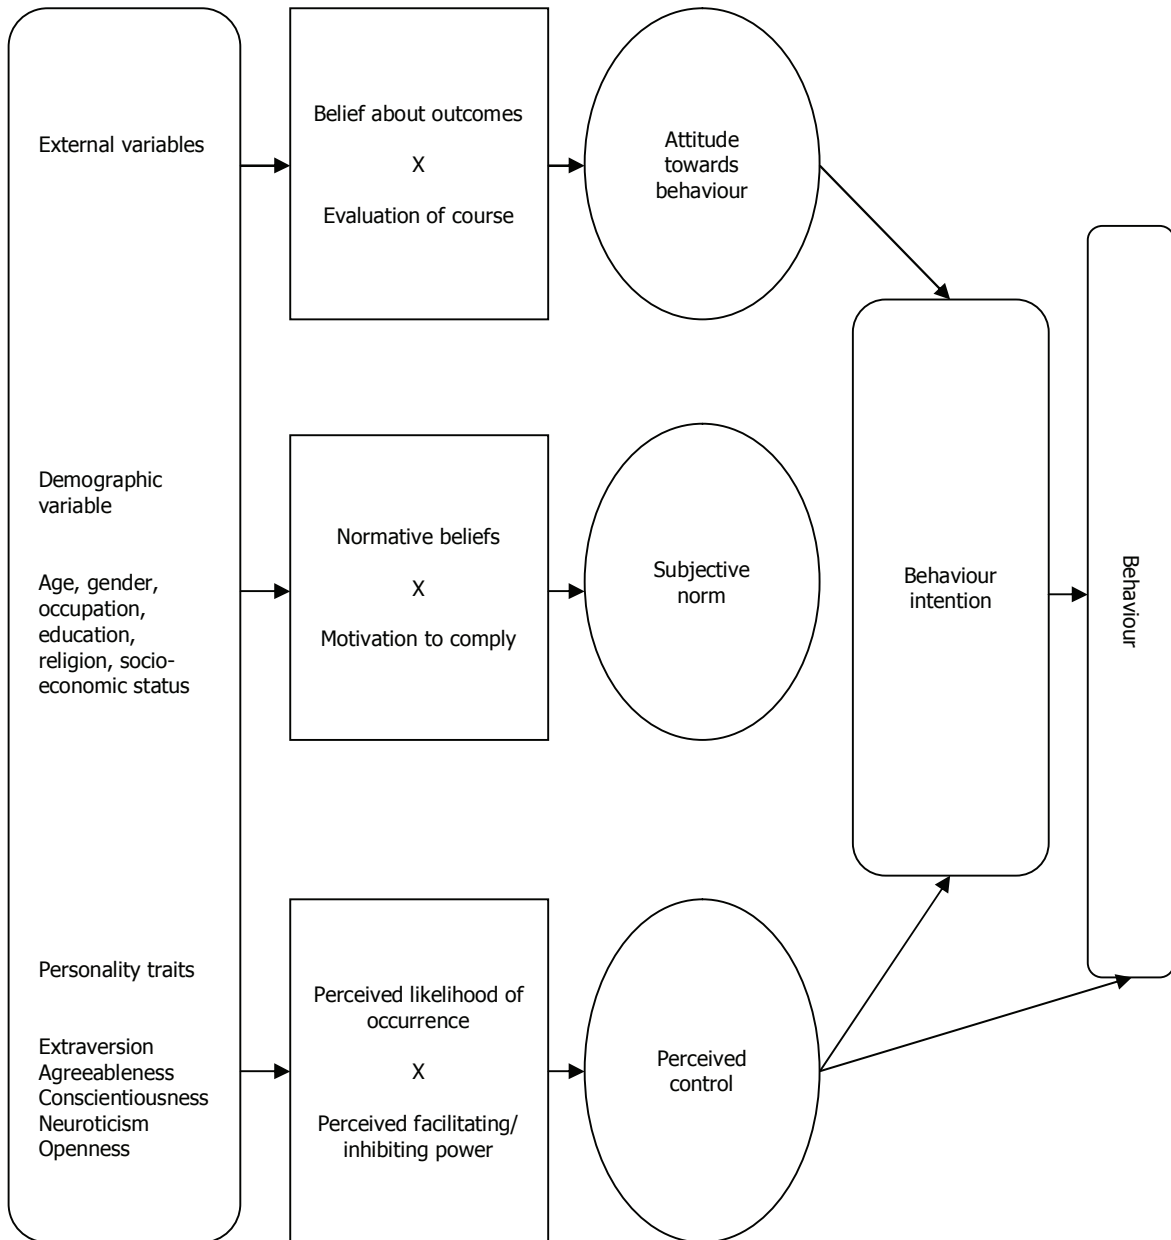 External variables
Demographic
variable
Age, gender,
occupation,
education,
religion, socio-
economic status
Personality traits
Extraversion
Agreeableness
Conscientiousness
Neuroticism
Openness
Belief about outcomes
X
Evaluation of course
Normative beliefs
X
Motivation to comply
Perceived likelihood of
occurrence
X
Perceived facilitating/
inhibiting power
Attitude
towards
behaviour
Subjective
norm
Perceived
control
Behaviour
intention
Behaviour